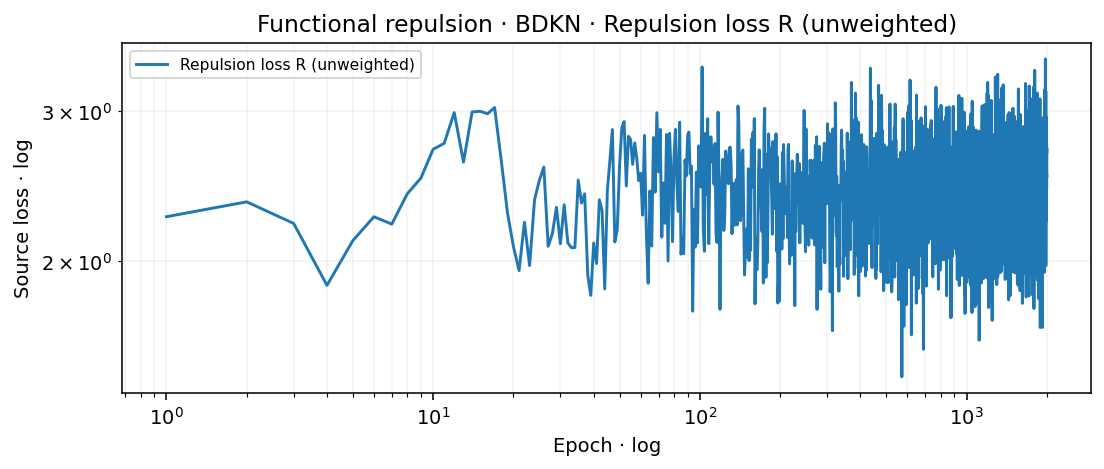 Functional repulsion · BDKN · Repulsion loss R (unweighted)
Repulsion loss R (unweighted)
Source loss · log
3 × 10⁰
2 × 10⁰
10⁰ 10¹ 10² 10³
Epoch · log